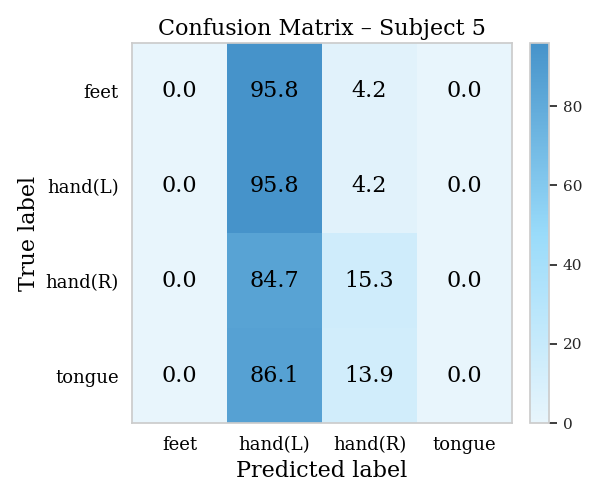 Confusion Matrix – Subject 5
True label
feet 0.0 95.8 4.2 0.0
hand(L) 0.0 95.8 4.2 0.0
hand(R) 0.0 84.7 15.3 0.0
tongue 0.0 86.1 13.9 0.0
feet hand(L) hand(R) tongue
Predicted label
80
60
40
20
0